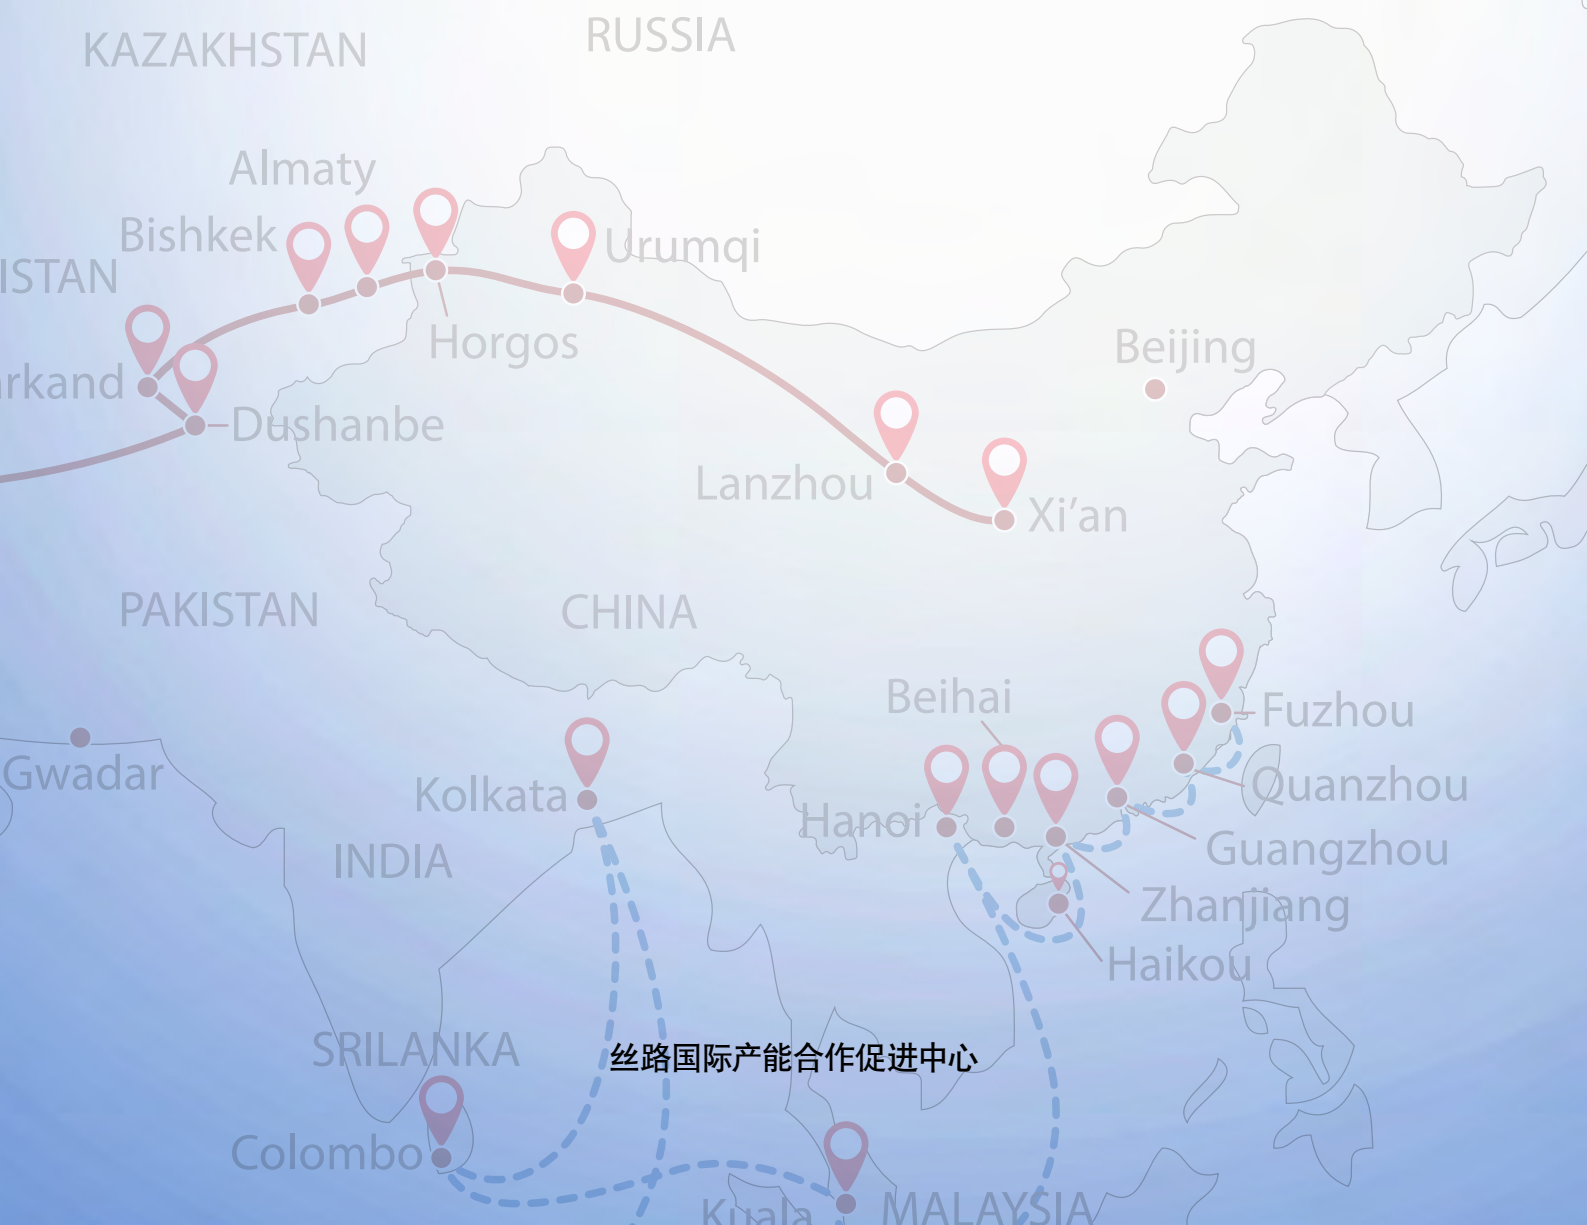 RUSSIA
KAZAKHSTAN
Almaty
Bishkek
Urumqi
ISTAN
Horgos
Beijing
rkand
Dushanbe
Lanzhou
Xi’an
PAKISTAN
CHINA
Beihai
Fuzhou
Gwadar
Quanzhou
Kolkata
Hanoi
Guangzhou
INDIA
Zhanjiang
Haikou
SRILANKA
丝路国际产能合作促进中心
Colombo
Kuala
MALAYSIA